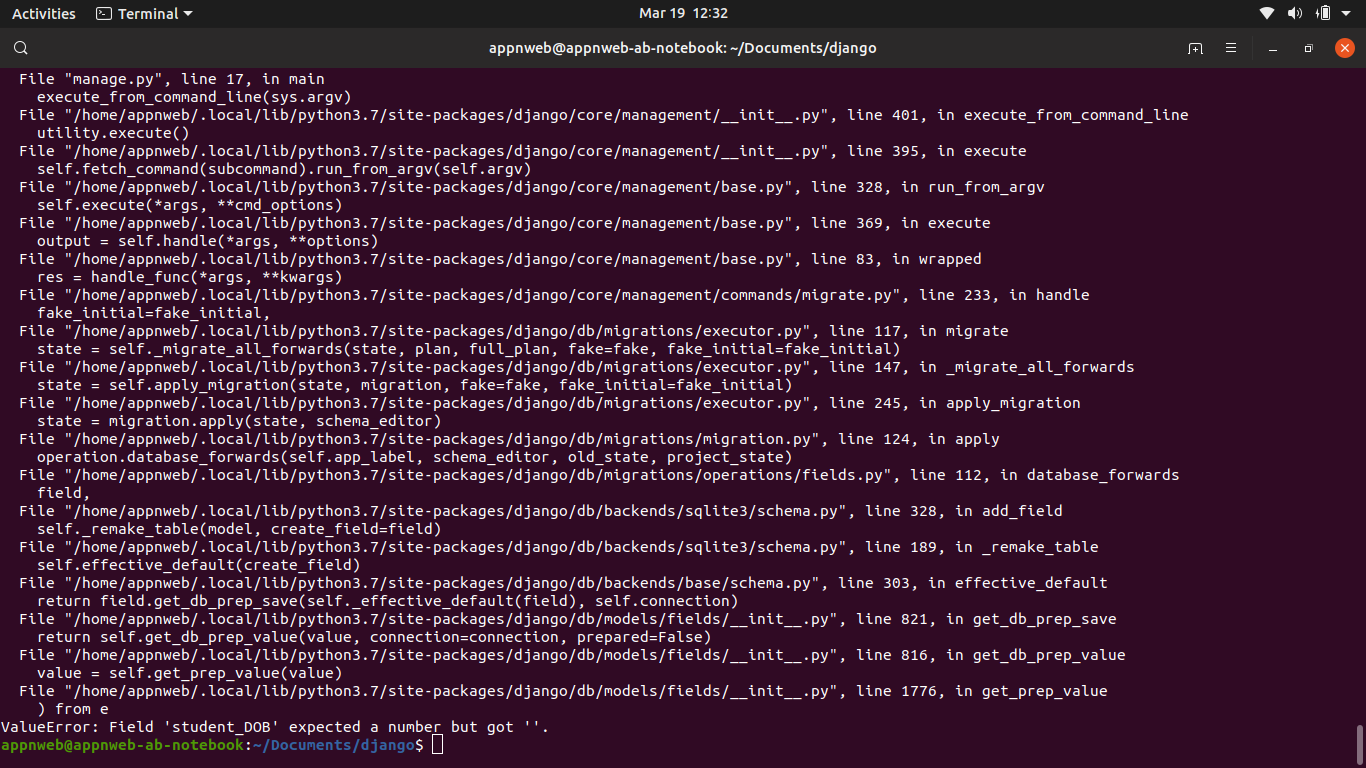 Activities Terminal Mar 19 12:32
appnweb@appnweb-ab-notebook: ~/Documents/django
File "manage.py", line 17, in main
execute_from_command_line(sys.argv)
File "/home/appnweb/.local/lib/python3.7/site-packages/django/core/management/__init__.py", line 401, in execute_from_command_line
utility.execute()
File "/home/appnweb/.local/lib/python3.7/site-packages/django/core/management/__init__.py", line 395, in execute
self.fetch_command(subcommand).run_from_argv(self.argv)
File "/home/appnweb/.local/lib/python3.7/site-packages/django/core/management/base.py", line 328, in run_from_argv
self.execute(*args, **cmd_options)
File "/home/appnweb/.local/lib/python3.7/site-packages/django/core/management/base.py", line 369, in execute
output = self.handle(*args, **options)
File "/home/appnweb/.local/lib/python3.7/site-packages/django/core/management/base.py", line 83, in wrapped
res = handle_func(*args, **kwargs)
File "/home/appnweb/.local/lib/python3.7/site-packages/django/core/management/commands/migrate.py", line 233, in handle
fake_initial=fake_initial,
File "/home/appnweb/.local/lib/python3.7/site-packages/django/db/migrations/executor.py", line 117, in migrate
state = self._migrate_all_forwards(state, plan, full_plan, fake=fake, fake_initial=fake_initial)
File "/home/appnweb/.local/lib/python3.7/site-packages/django/db/migrations/executor.py", line 147, in _migrate_all_forwards
state = self.apply_migration(state, migration, fake=fake, fake_initial=fake_initial)
File "/home/appnweb/.local/lib/python3.7/site-packages/django/db/migrations/executor.py", line 245, in apply_migration
state = migration.apply(state, schema_editor)
File "/home/appnweb/.local/lib/python3.7/site-packages/django/db/migrations/migration.py", line 124, in apply
operation.database_forwards(self.app_label, schema_editor, old_state, project_state)
File "/home/appnweb/.local/lib/python3.7/site-packages/django/db/migrations/operations/fields.py", line 112, in database_forwards
field,
File "/home/appnweb/.local/lib/python3.7/site-packages/django/db/backends/sqlite3/schema.py", line 328, in add_field
self._remake_table(model, create_field=field)
File "/home/appnweb/.local/lib/python3.7/site-packages/django/db/backends/sqlite3/schema.py", line 189, in _remake_table
self.effective_default(create_field)
File "/home/appnweb/.local/lib/python3.7/site-packages/django/db/backends/base/schema.py", line 303, in effective_default
return field.get_db_prep_save(self._effective_default(field), self.connection)
File "/home/appnweb/.local/lib/python3.7/site-packages/django/db/models/fields/__init__.py", line 821, in get_db_prep_save
return self.get_db_prep_value(value, connection=connection, prepared=False)
File "/home/appnweb/.local/lib/python3.7/site-packages/django/db/models/fields/__init__.py", line 816, in get_db_prep_value
value = self.get_prep_value(value)
File "/home/appnweb/.local/lib/python3.7/site-packages/django/db/models/fields/__init__.py", line 1776, in get_prep_value
) from e
ValueError: Field 'student_DOB' expected a number but got ''.
appnweb@appnweb-ab-notebook:~/Documents/django$